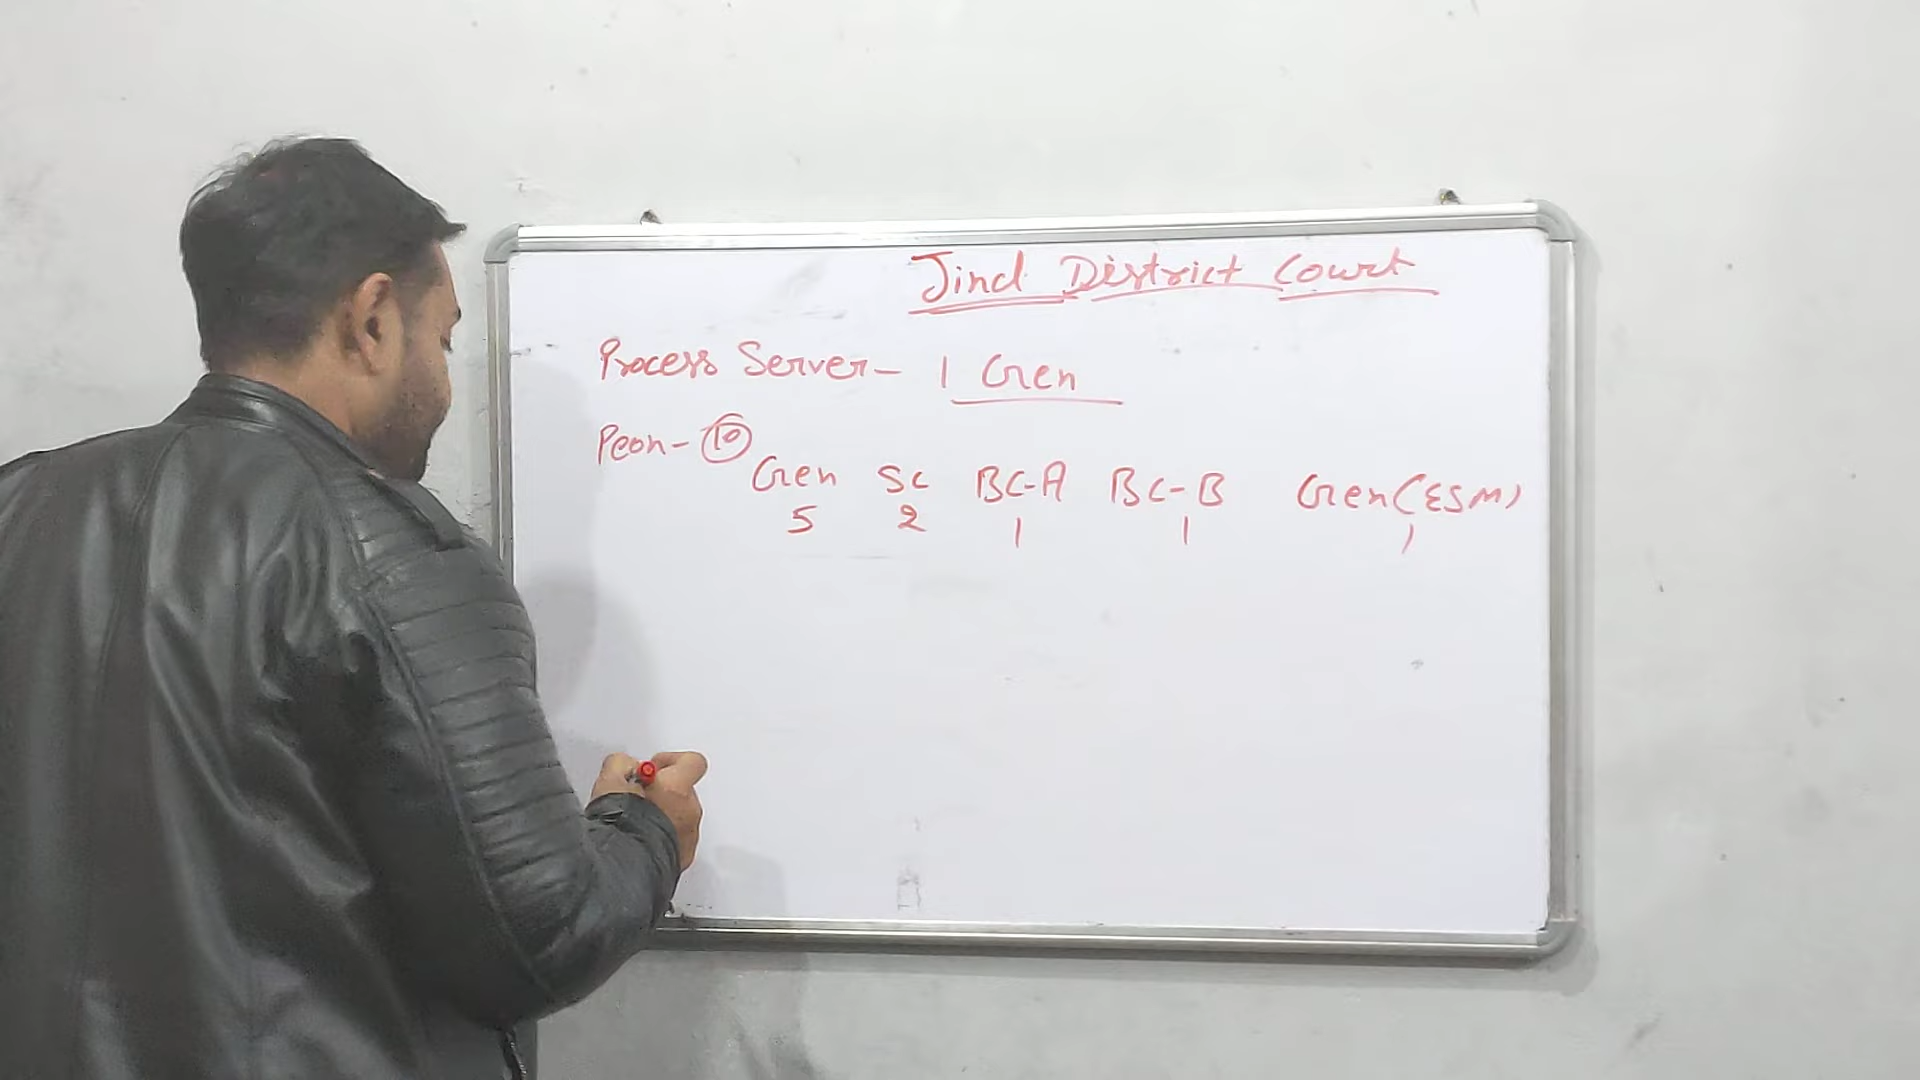 Jind District Court
Process Server - 1 Gen
Peon - 10
Gen SC BC-A BC-B Gen(ESM)
5 2 1 1 1